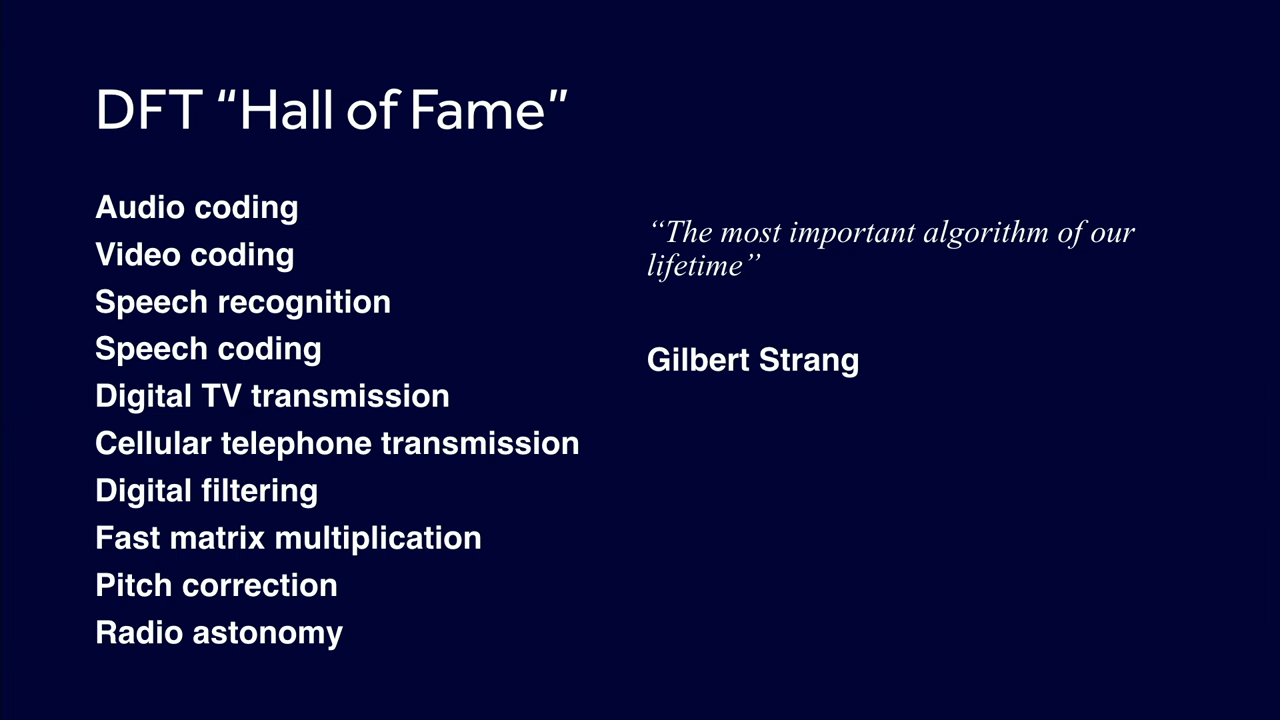 DFT “Hall of Fame”
Audio coding
Video coding
Speech recognition
Speech coding
Digital TV transmission
Cellular telephone transmission
Digital filtering
Fast matrix multiplication
Pitch correction
Radio astonomy
“The most important algorithm of our
lifetime”
Gilbert Strang